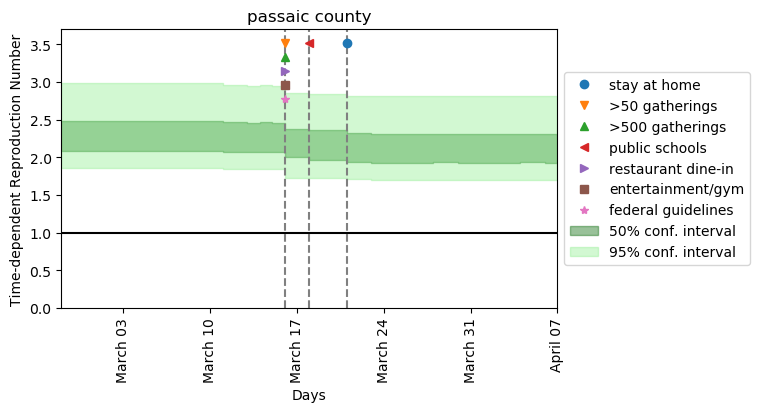 passaic county
Time-dependent Reproduction Number
3.5
3.0
2.5
2.0
1.5
1.0
0.5
0.0
March 03
March 10
March 17
March 24
March 31
April 07
Days
stay at home
>50 gatherings
>500 gatherings
public schools
restaurant dine-in
entertainment/gym
federal guidelines
50% conf. interval
95% conf. interval